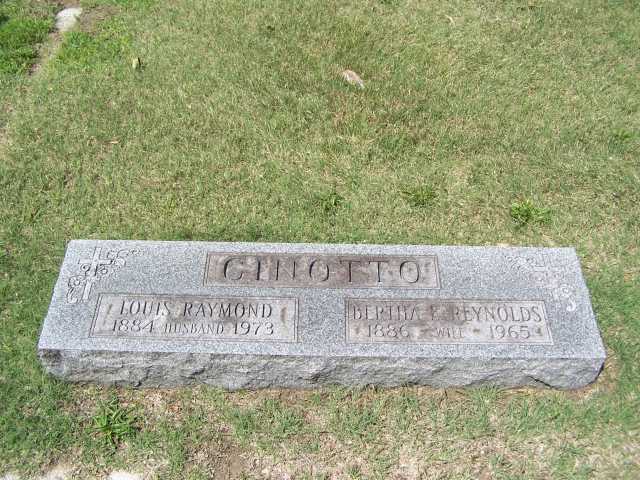 GINOTTO
LOUIS RAYMOND
1884 HUSBAND 1973
BERTHA E. REYNOLDS
1886 WIFE 1965